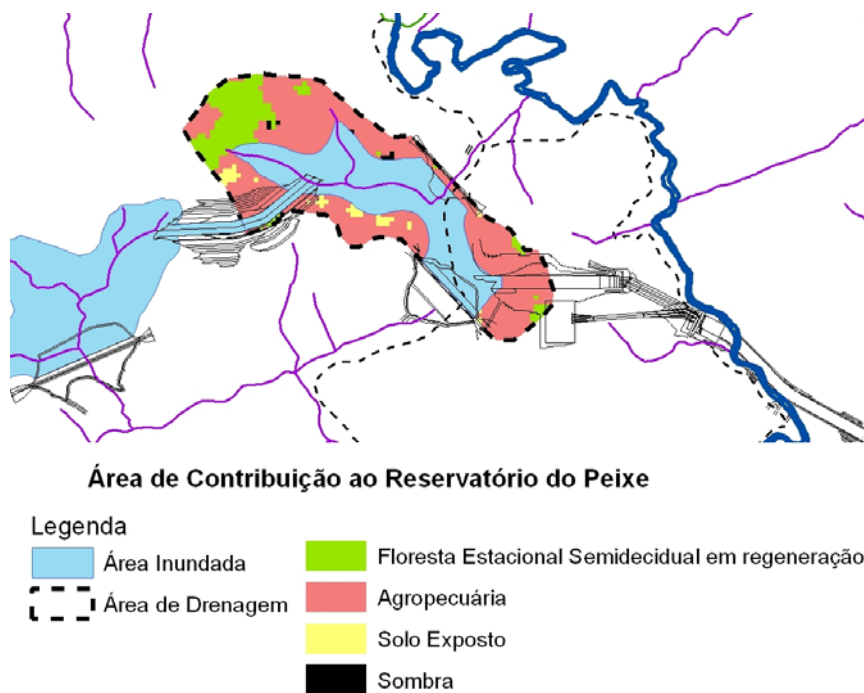 Área de Contribuição ao Reservatório do Peixe
Legenda
Área Inundada
Área de Drenagem
Floresta Estacional Semidecidual em regeneração
Agropecuária
Solo Exposto
Sombra